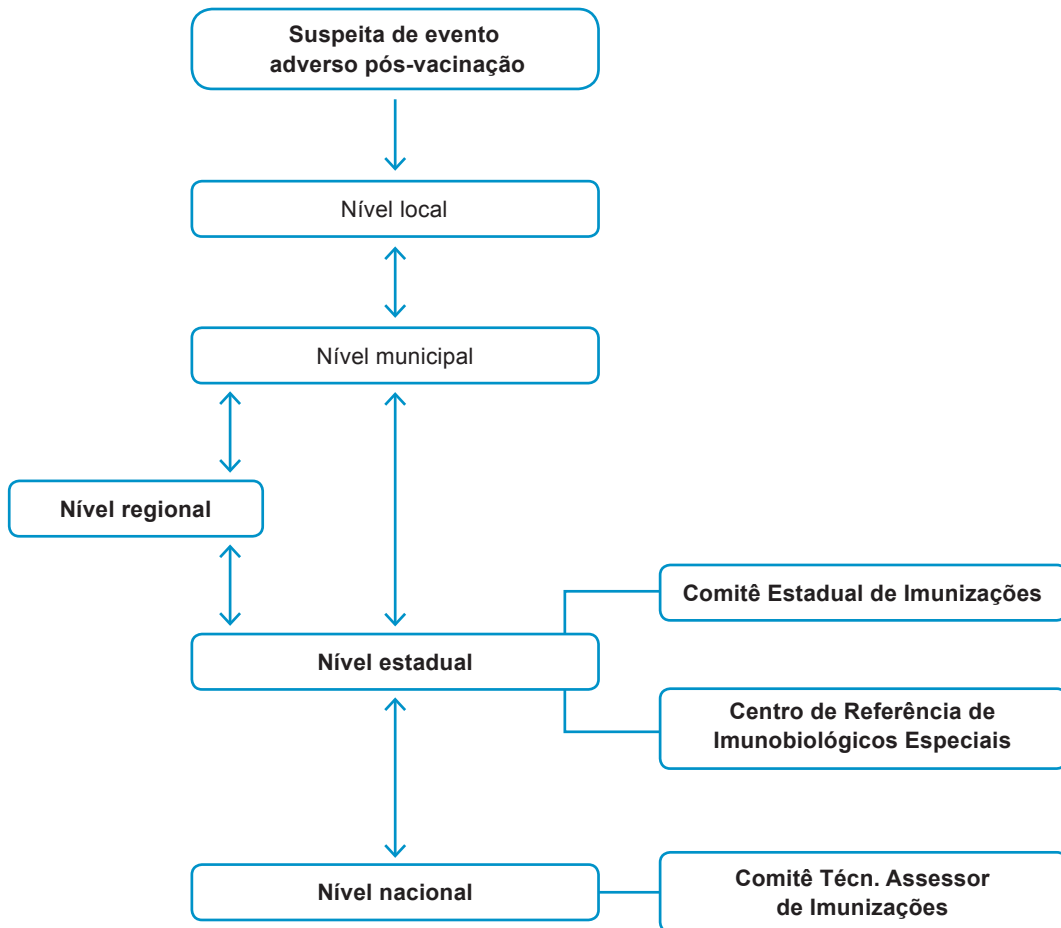 Suspeita de evento
adverso pós-vacinação
Nível local
Nível municipal
Nível regional
Comitê Estadual de Imunizações
Nível estadual
Centro de Referência de
Imunobiológicos Especiais
Nível nacional
Comitê Técn. Assessor
de Imunizações